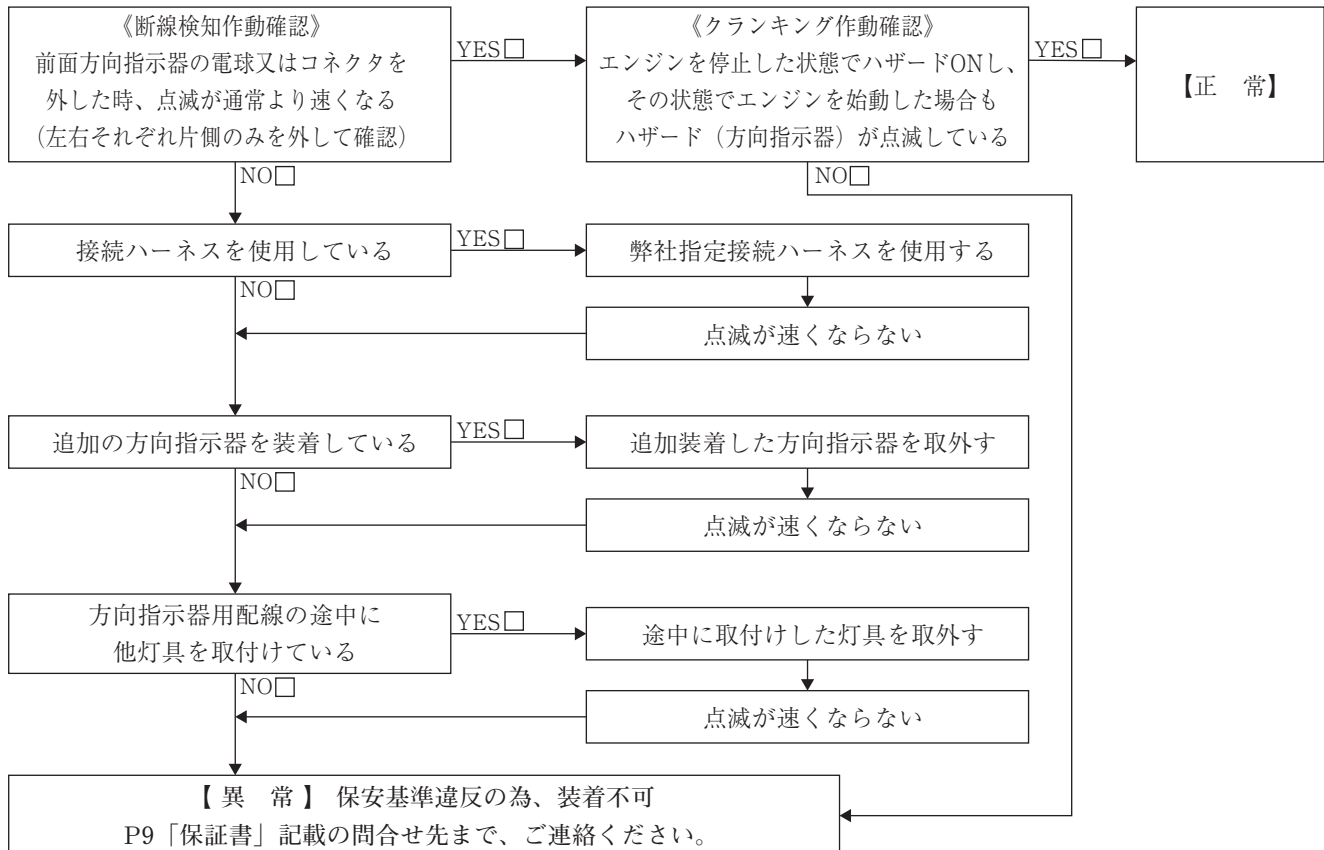 《断線検知作動確認》
前面方向指示器の電球又はコネクタを
外した時、点滅が通常より速くなる
（左右それぞれ片側のみを外して確認）
YES□
《クランキング作動確認》
エンジンを停止した状態でハザードONし、
その状態でエンジンを始動した場合も
ハザード（方向指示器）が点滅している
YES□
【正　常】
NO□
NO□
接続ハーネスを使用している
YES□
弊社指定接続ハーネスを使用する
NO□
点滅が速くならない
追加の方向指示器を装着している
YES□
追加装着した方向指示器を取外す
NO□
点滅が速くならない
方向指示器用配線の途中に
他灯具を取付けている
YES□
途中に取付けした灯具を取外す
NO□
点滅が速くならない
【 異　常 】 保安基準違反の為、装着不可
P9「保証書」記載の問合せ先まで、ご連絡ください。